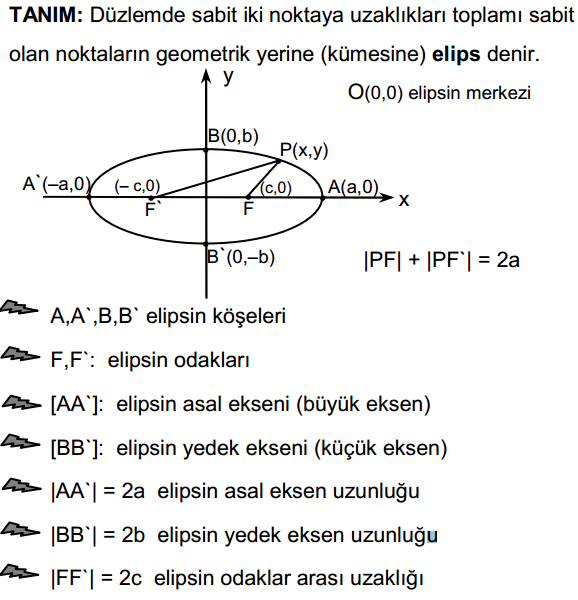 TANIM: Düzlemde sabit iki noktaya uzaklıkları toplamı sabit
olan noktaların geometrik yerine (kümesine) elips denir.
y
O(0,0) elipsin merkezi
B(0,b)
P(x,y)
A`(–a,0)
(– c,0)
(c,0)
A(a,0)
x
F`
F
B`(0,–b)
|PF| + |PF`| = 2a
A,A`,B,B` elipsin köşeleri
F,F`: elipsin odakları
[AA`]: elipsin asal ekseni (büyük eksen)
[BB`]: elipsin yedek ekseni (küçük eksen)
|AA`| = 2a elipsin asal eksen uzunluğu
|BB`| = 2b elipsin yedek eksen uzunluğu
|FF`| = 2c elipsin odaklar arası uzaklığı